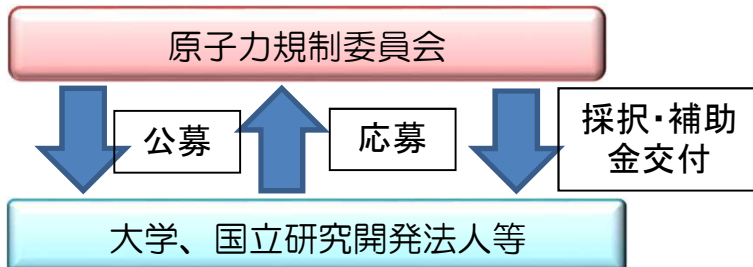 原子力規制委員会
公募
応募
採択・補助
金交付
大学、国立研究開発法人等